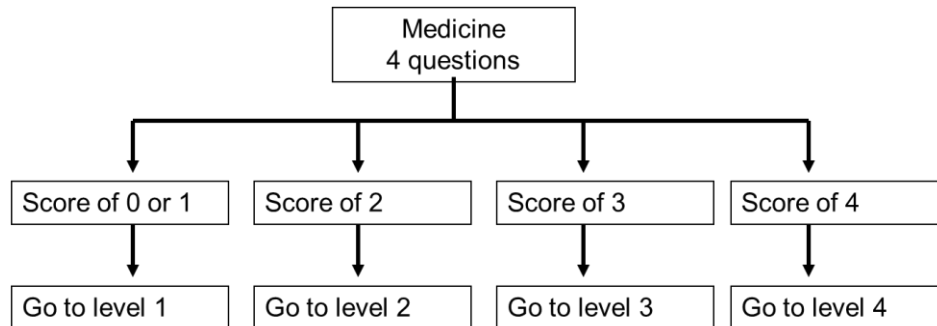 Medicine
4 questions
Score of 0 or 1
Score of 2
Score of 3
Score of 4
Go to level 1
Go to level 2
Go to level 3
Go to level 4